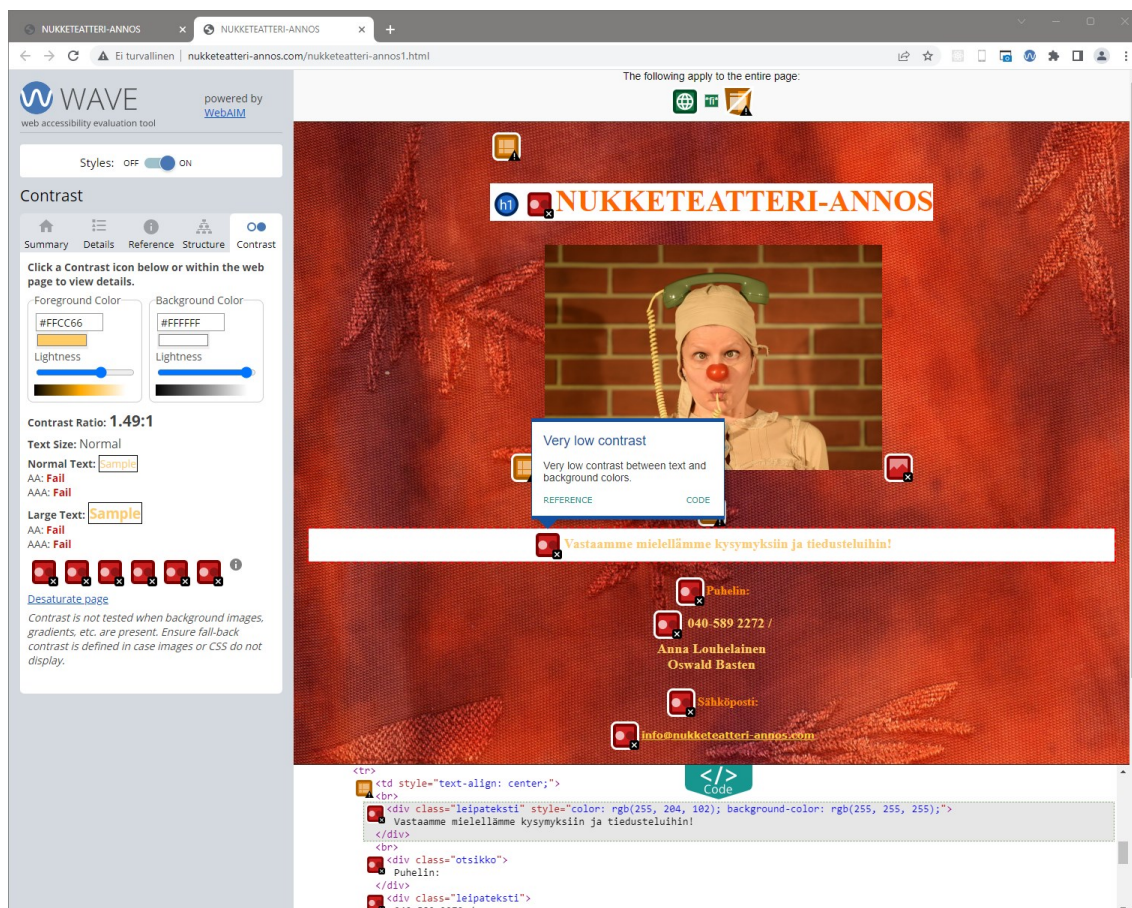 NUKKETEATTERI-ANNOS
NUKKETEATTERI-ANNOS
Ei turvallinen
nukketeatteri-annos.com/nukketeatteri-annos1.html
WAVE
web accessibility evaluation tool
powered by
WebAIM
Styles: OFF ON
Contrast
Summary Details Reference Structure Contrast
Click a Contrast icon below or within the web
page to view details.
Foreground Color Background Color
#FFCC66 #FFFFFF
Lightness Lightness
Contrast Ratio: 1.49:1
Text Size: Normal
Normal Text: Sample
AA: Fail
AAA: Fail
Large Text: Sample
AA: Fail
AAA: Fail
Desaturate page
Contrast is not tested when background images,
gradients, etc. are present. Ensure fall-back
contrast is defined in case images or CSS do not
display.
The following apply to the entire page:
"fi"
h1 NUKKETEATTERI-ANNOS
Very low contrast
Very low contrast between text and
background colors.
REFERENCE CODE
Vastaamme mielellämme kysymyksiin ja tiedusteluihin!
Puhelin:
040-589 2272 /
Anna Louhelainen
Oswald Basten
Sähköposti:
info@nukketeatteri-annos.com
</>
Code
<tr>
<td style="text-align: center;">
<br>
<div class="leipateksti" style="color: rgb(255, 204, 102); background-color: rgb(255, 255, 255);">
Vastaamme mielellämme kysymyksiin ja tiedusteluihin!
</div>
<br>
<div class="otsikko">
Puhelin:
</div>
<div class="leipateksti">